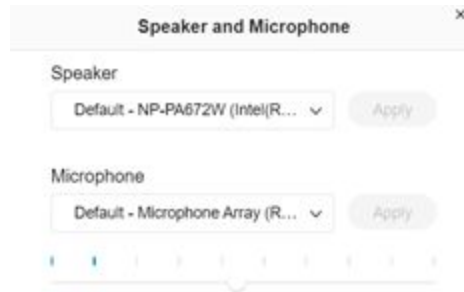 Speaker and Microphone
Speaker
Default - NP-PA672W (Intel(R... Apply
Microphone
Default - Microphone Array (R... Apply